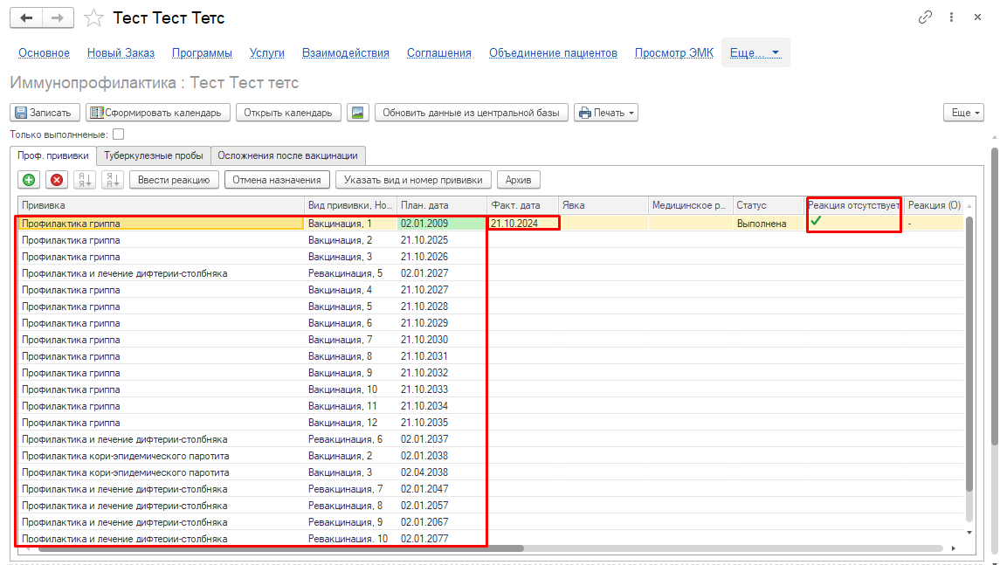 Тест Тест Тетс
Основное Новый Заказ Программы Услуги Взаимодействия Соглашения Объединение пациентов Просмотр ЭМК Еще...
Иммунопрофилактика : Тест Тест тетс
Записать Сформировать календарь Открыть календарь Обновить данные из центральной базы Печать Еще
Только выполнненые:
Проф. прививки Туберкулезные пробы Осложнения после вакцинации
Ввести реакцию Отмена назначения Указать вид и номер прививки Архив
Прививка Вид прививки, Но... План. дата Факт. дата Явка Медицинское р... Статус Реакция отсутствует Реакция (О)
Профилактика гриппа Вакцинация, 1 02.01.2009 21.10.2024 Выполнена -
Профилактика гриппа Вакцинация, 2 21.10.2025
Профилактика гриппа Вакцинация, 3 21.10.2026
Профилактика и лечение дифтерии-столбняка Ревакцинация, 5 02.01.2027
Профилактика гриппа Вакцинация, 4 21.10.2027
Профилактика гриппа Вакцинация, 5 21.10.2028
Профилактика гриппа Вакцинация, 6 21.10.2029
Профилактика гриппа Вакцинация, 7 21.10.2030
Профилактика гриппа Вакцинация, 8 21.10.2031
Профилактика гриппа Вакцинация, 9 21.10.2032
Профилактика гриппа Вакцинация, 10 21.10.2033
Профилактика гриппа Вакцинация, 11 21.10.2034
Профилактика гриппа Вакцинация, 12 21.10.2035
Профилактика и лечение дифтерии-столбняка Ревакцинация, 6 02.01.2037
Профилактика кори-эпидемического паротита Вакцинация, 2 02.01.2038
Профилактика кори-эпидемического паротита Вакцинация, 3 02.04.2038
Профилактика и лечение дифтерии-столбняка Ревакцинация, 7 02.01.2047
Профилактика и лечение дифтерии-столбняка Ревакцинация, 8 02.01.2057
Профилактика и лечение дифтерии-столбняка Ревакцинация, 9 02.01.2067
Профилактика и лечение дифтерии-столбняка Ревакцинация, 10 02.01.2077